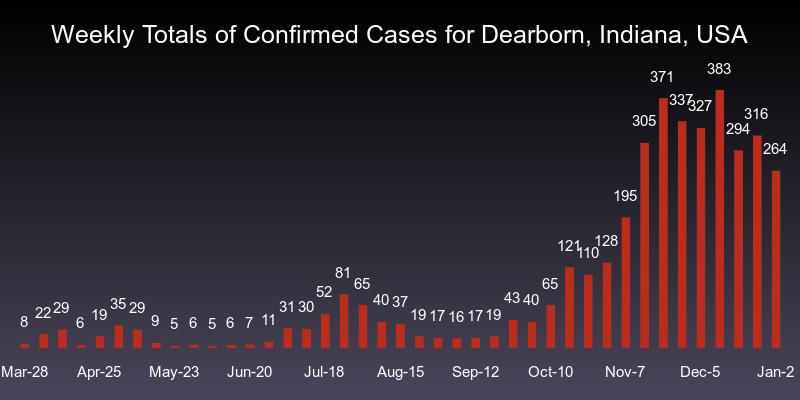 Weekly Totals of Confirmed Cases for Dearborn, Indiana, USA
8 22 29 6 19 35 29 9 5 6 5 6 7 11 31 30 52 81 65 40 37 19 17 16 17 19 43 40 65 121 110 128 195 305 371 337 327 383 294 316 264
Mar-28 Apr-25 May-23 Jun-20 Jul-18 Aug-15 Sep-12 Oct-10 Nov-7 Dec-5 Jan-2